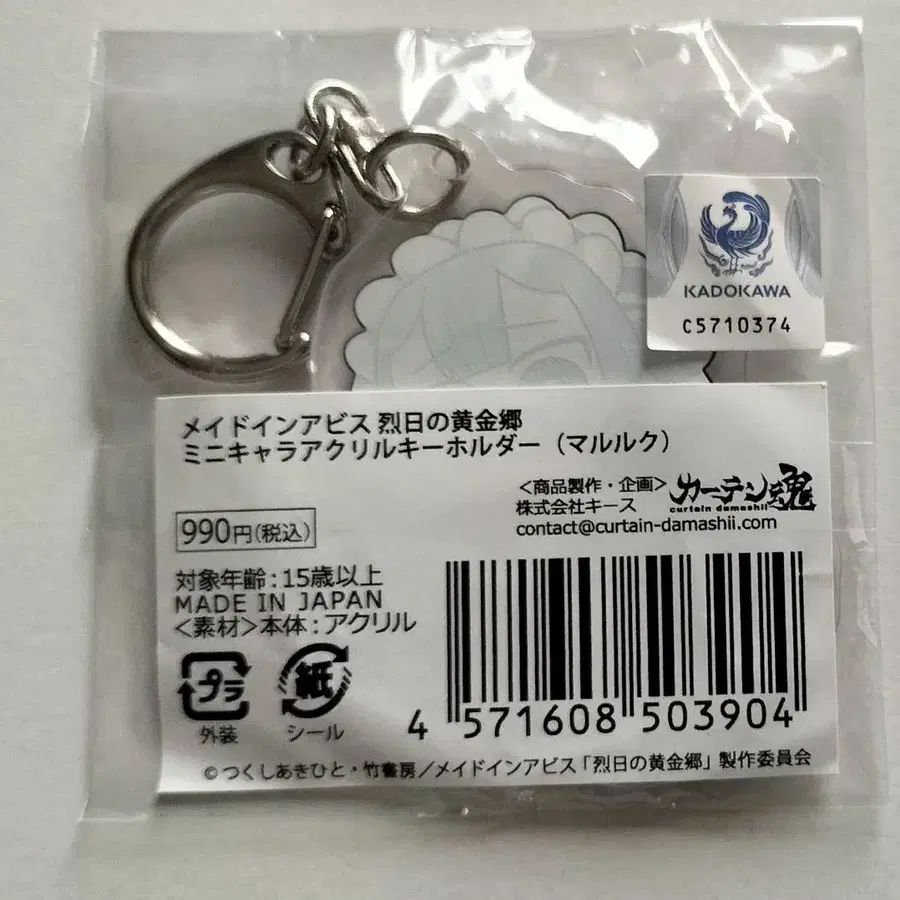 KADOKAWA
C5710374
メイドインアビス 烈日の黄金郷
ミニキャラアクリルキーホルダー（マルルク）
＜商品製作・企画＞
株式会社キース
カーテン魂
curtain damashii
contact@curtain-damashii.com
990円(税込)
対象年齢:15歳以上
MADE IN JAPAN
＜素材＞本体:アクリル
プラ
外装
紙
シール
4 571608 503904
©つくしあきひと・竹書房／メイドインアビス「烈日の黄金郷」製作委員会